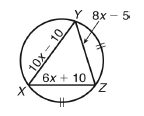 Y
8x – 5
10x – 10
6x + 10
X
Z